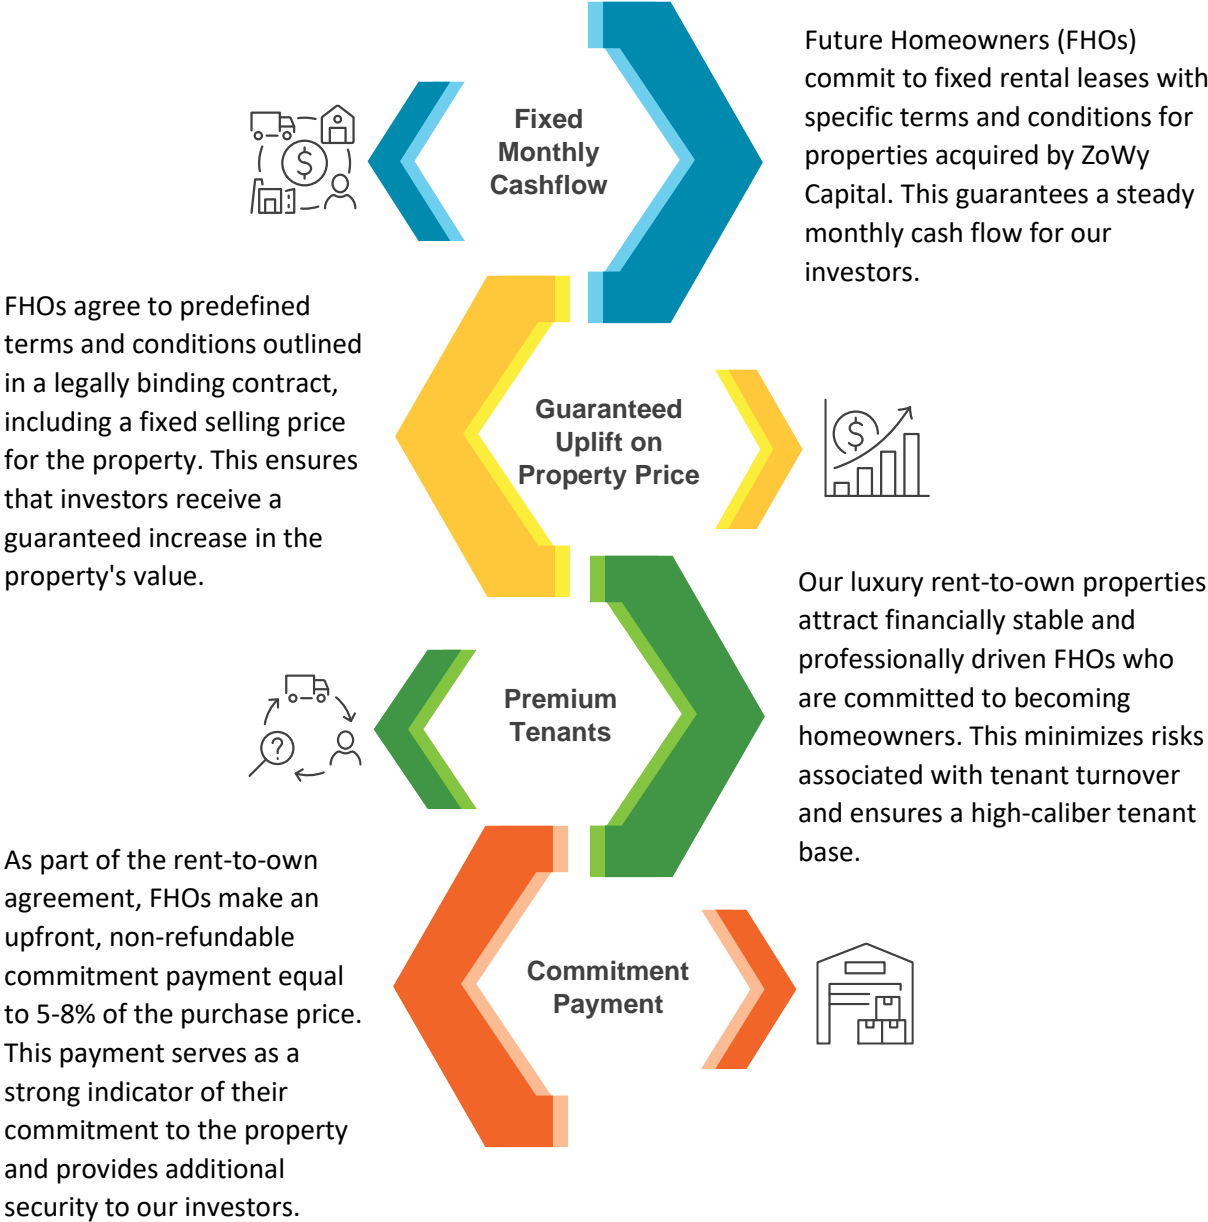 Fixed
Monthly
Cashflow
Future Homeowners (FHOs)
commit to fixed rental leases with
specific terms and conditions for
properties acquired by ZoWy
Capital. This guarantees a steady
monthly cash flow for our
investors.
$
FHOs agree to predefined
terms and conditions outlined
in a legally binding contract,
including a fixed selling price
for the property. This ensures
that investors receive a
guaranteed increase in the
property's value.
Guaranteed
Uplift on
Property Price
$
Premium
Tenants
?
Our luxury rent-to-own properties
attract financially stable and
professionally driven FHOs who
are committed to becoming
homeowners. This minimizes risks
associated with tenant turnover
and ensures a high-caliber tenant
base.
As part of the rent-to-own
agreement, FHOs make an
upfront, non-refundable
commitment payment equal
to 5-8% of the purchase price.
This payment serves as a
strong indicator of their
commitment to the property
and provides additional
security to our investors.
Commitment
Payment